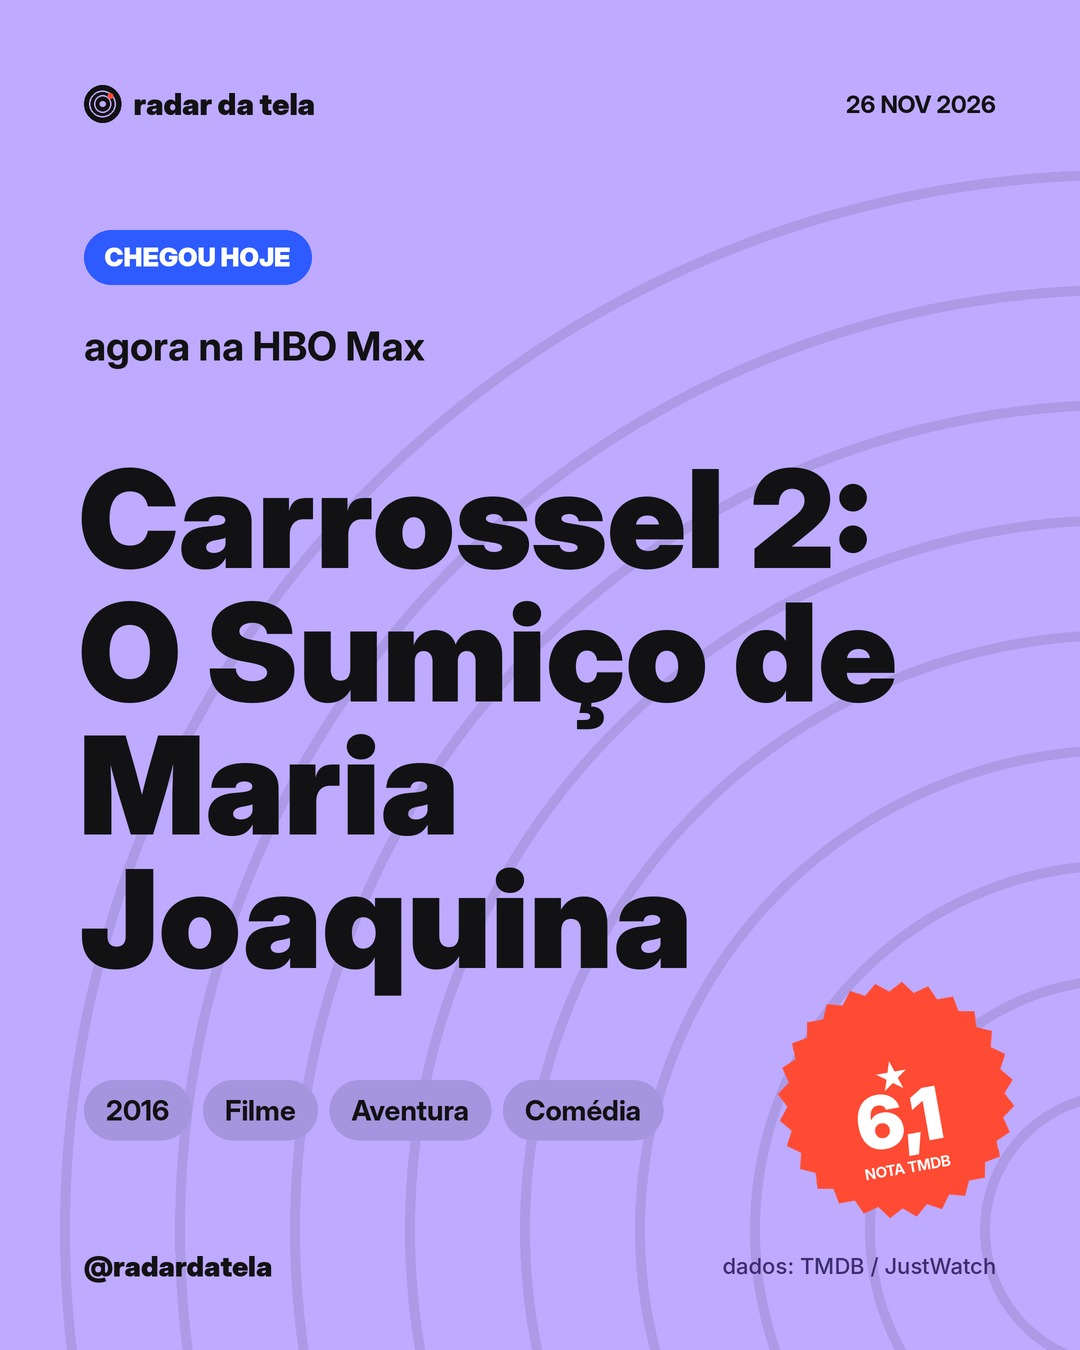 radar da tela
26 NOV 2026
CHEGOU HOJE
agora na HBO Max
Carrossel 2:
O Sumiço de
Maria
Joaquina
2016
Filme
Aventura
Comédia
★
6,1
NOTA TMDB
@radardatela
dados: TMDB / JustWatch